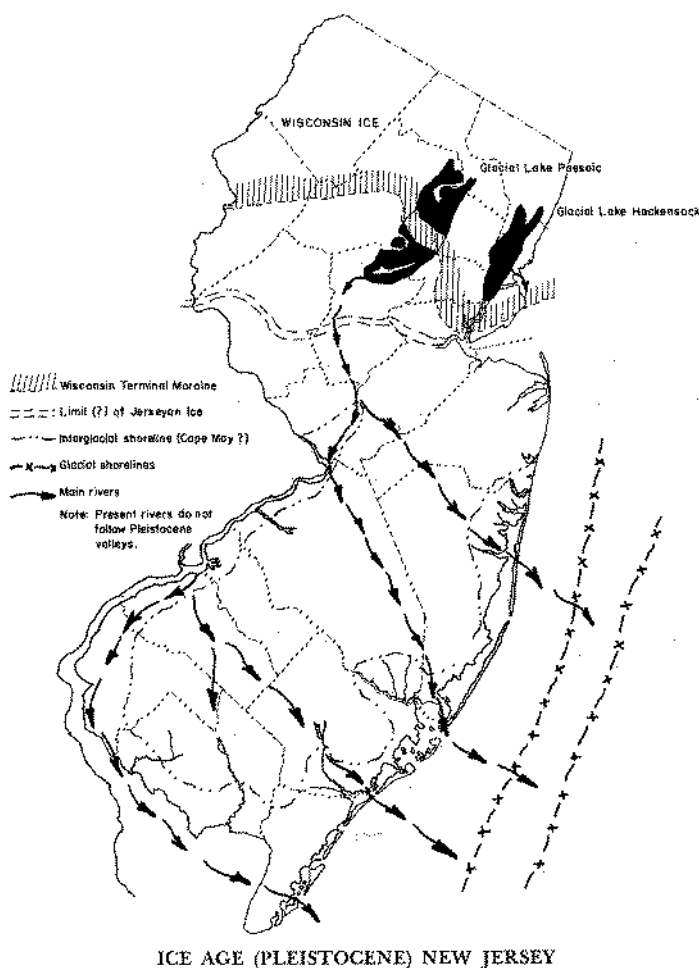 WISCONSIN ICE
Glacial Lake Passaic
Glacial Lake Hackensack
Wisconsin Terminal Moraine
Limit (?) of Jerseyan Ice
Interglacial shoreline (Cape May ?)
Glacial shorelines
Main rivers
Note: Present rivers do not
follow Pleistocene
valleys.
ICE AGE (PLEISTOCENE) NEW JERSEY